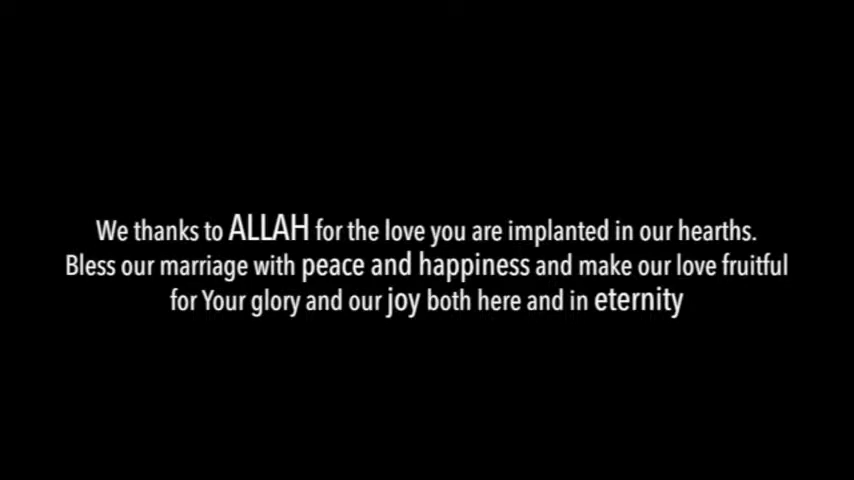 We thanks to ALLAH for the love you are implanted in our hearths.
Bless our marriage with peace and happiness and make our love fruitful
for Your glory and our joy both here and in eternity